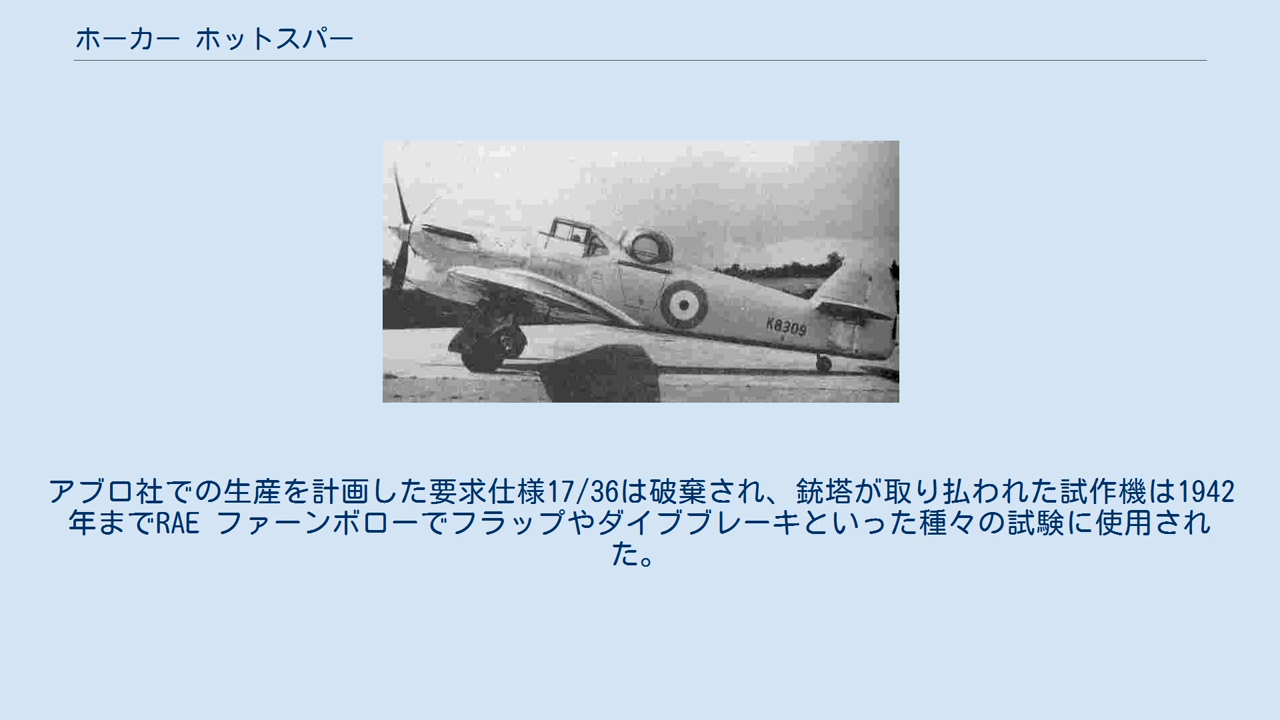 ホーカー ホットスパー
K8309
アブロ社での生産を計画した要求仕様17/36は破棄され、銃塔が取り払われた試作機は1942
年までRAE ファーンボローでフラップやダイブブレーキといった種々の試験に使用され
た。